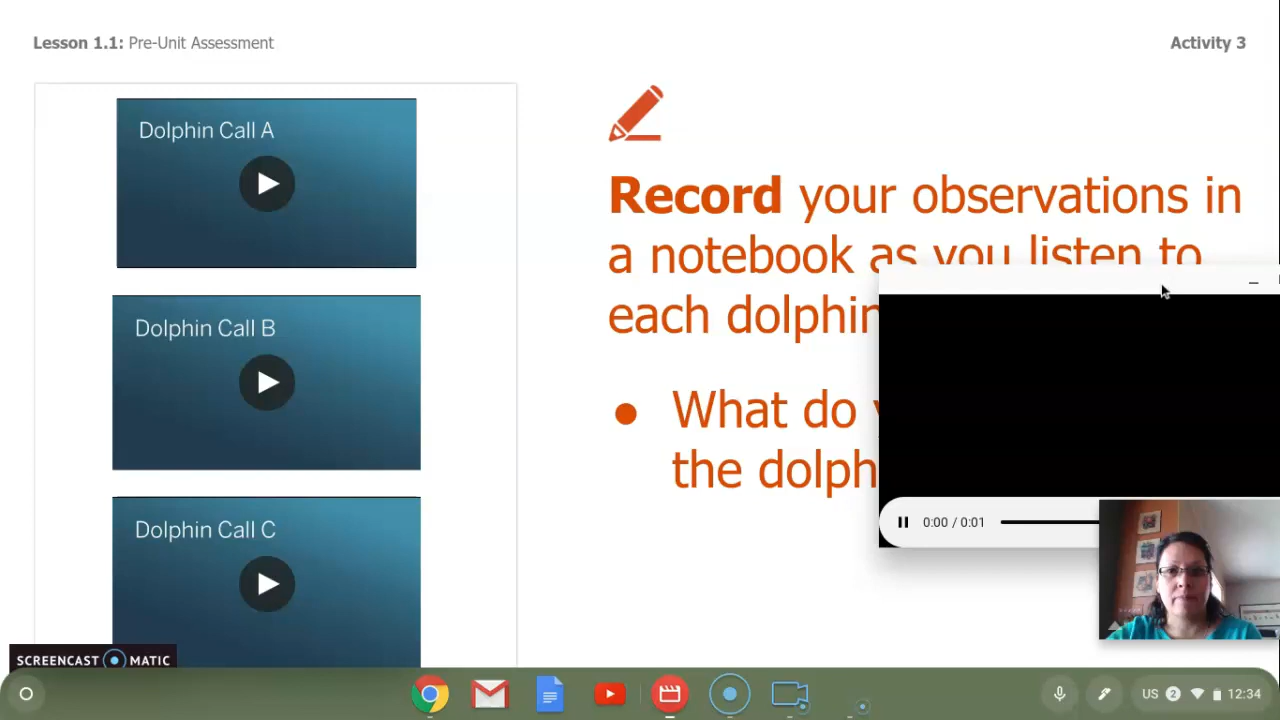 Lesson 1.1: Pre-Unit Assessment
Activity 3
Dolphin Call A
Dolphin Call B
Dolphin Call C
Record your observations in
a notebook as you listen to
each dolphin
• What do
the dolph
0:00 / 0:01
SCREENCAST MATIC
US 2 12:34